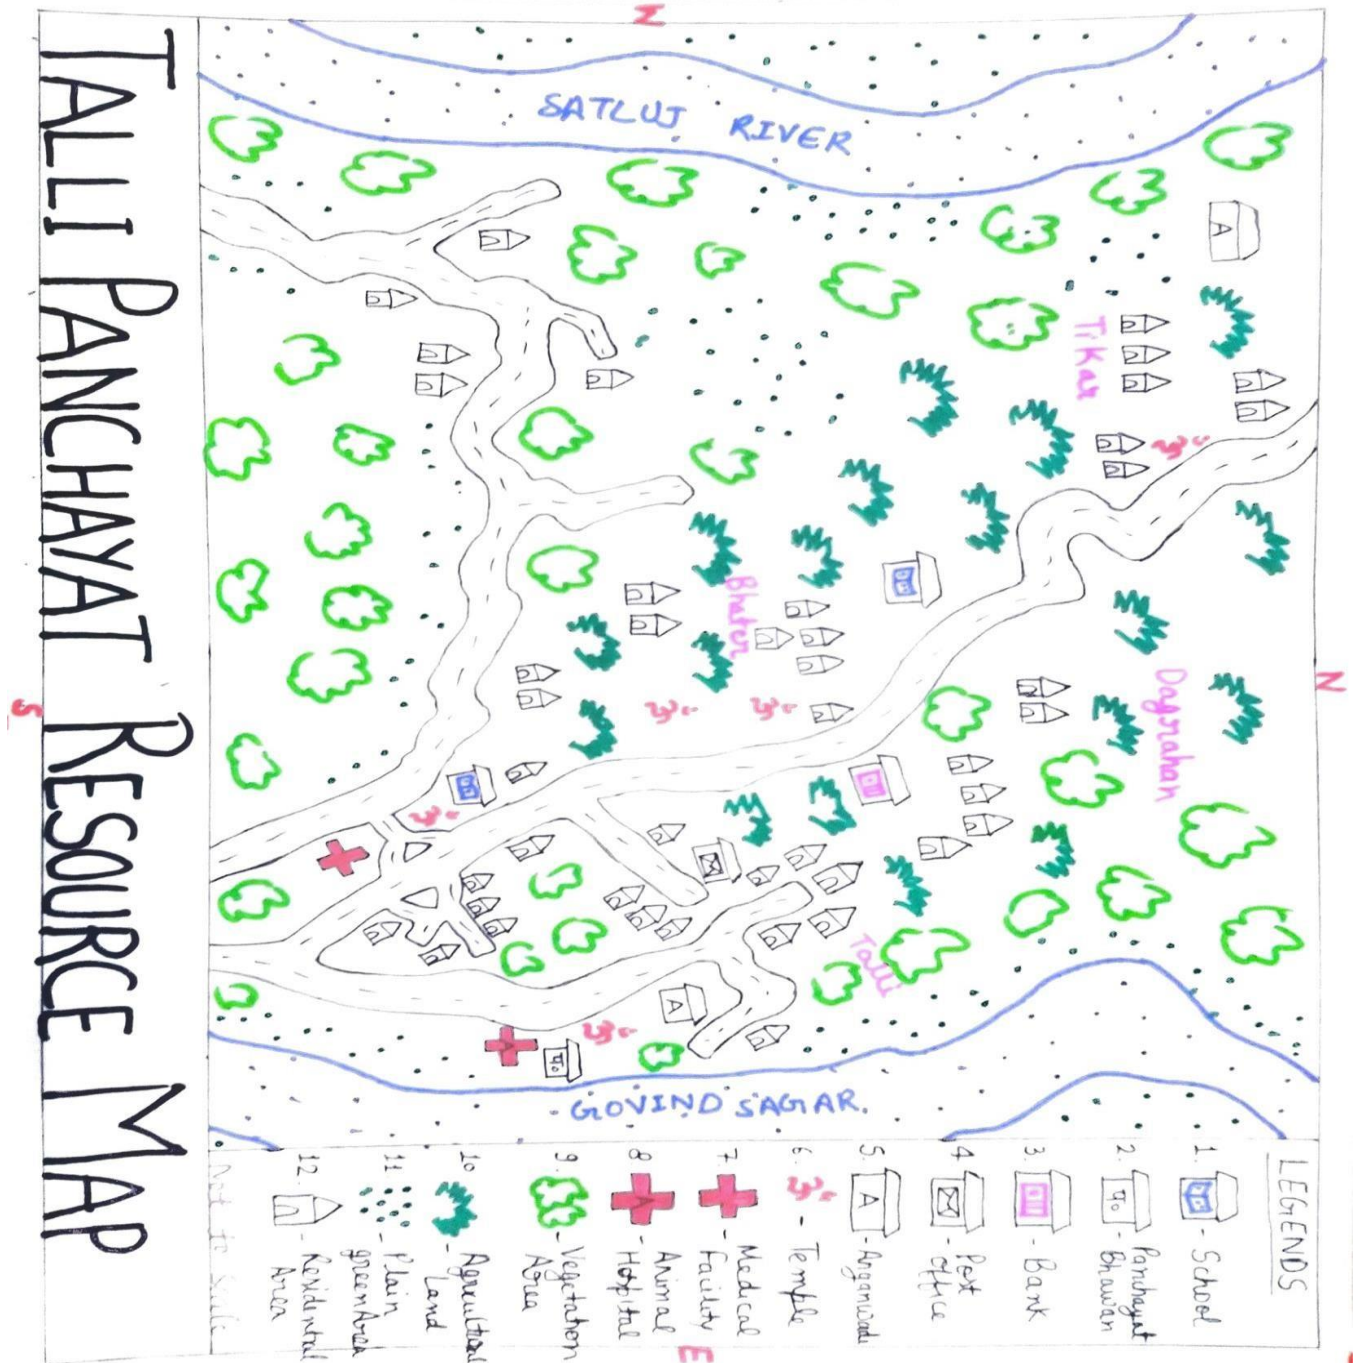 TALLI PANCHAYAT RESOURCE MAP
W
N
S
E
SATLUJ RIVER
A
Tikar
Bhater
Dagrahan
Talli
A
A
GOVIND SAGAR.
LEGENDS
1. - School
2. - Panchayat
Bhawan
3. - Bank
4 - Post
office
5. A - Anganwadi
6. - Temple
7. - Medical
Facility
8 A - Animal
Hospital
9. - Vegetation
Area
10 - Agricultural
Land
11. - Plain
green Area
12. - Residental
Area
Not to scale